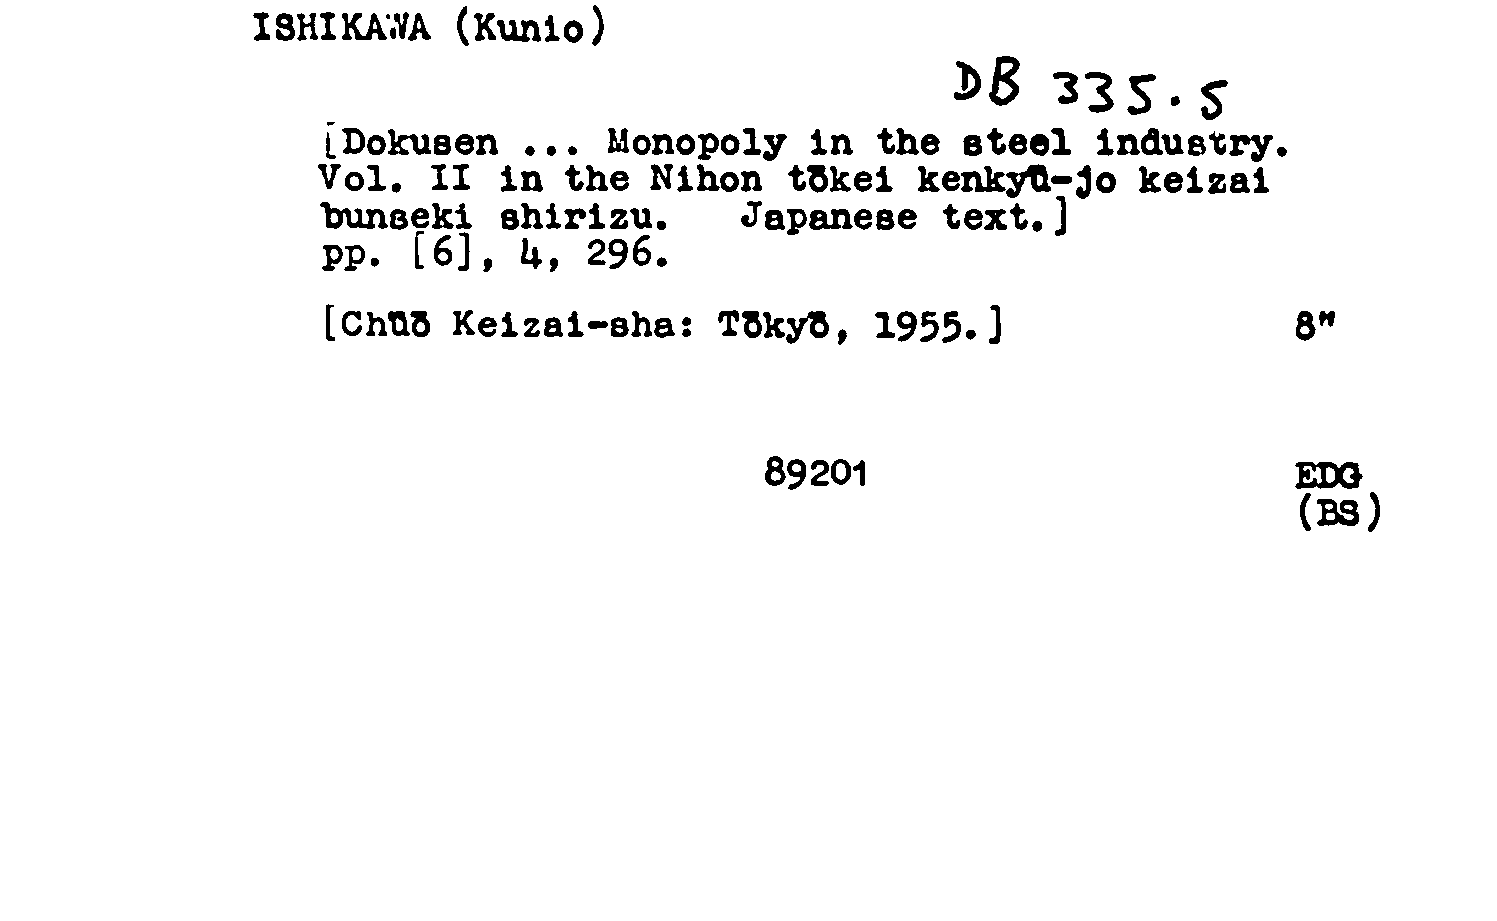 ISHIKAWA (Kunio)
DB 335.5
[Dokusen ... Monopoly in the steel industry.
Vol. II in the Nihon tōkei kenkyū-jo keizai
bunseki shirizu. Japanese text.]
pp. [6], 4, 296.
[Chūō Keizai-sha: Tōkyō, 1955.] 8"
89201 EDG
(BS)